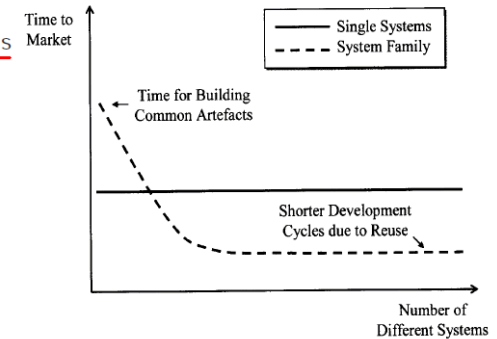 Time to
Market
s
Single Systems
System Family
Time for Building
Common Artefacts
Shorter Development
Cycles due to Reuse
Number of
Different Systems